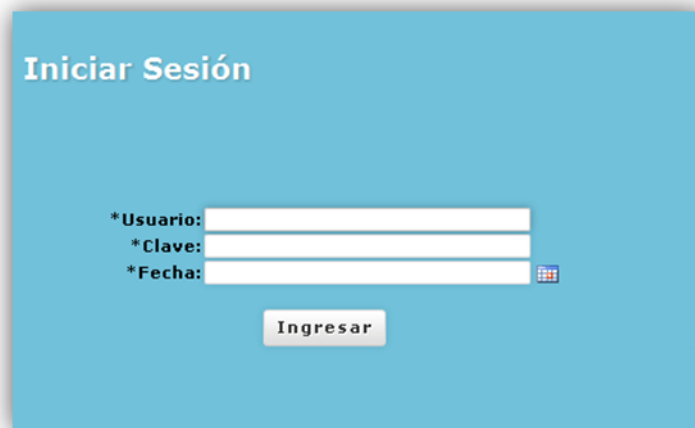 Iniciar Sesión
*Usuario:
*Clave:
*Fecha:
Ingresar